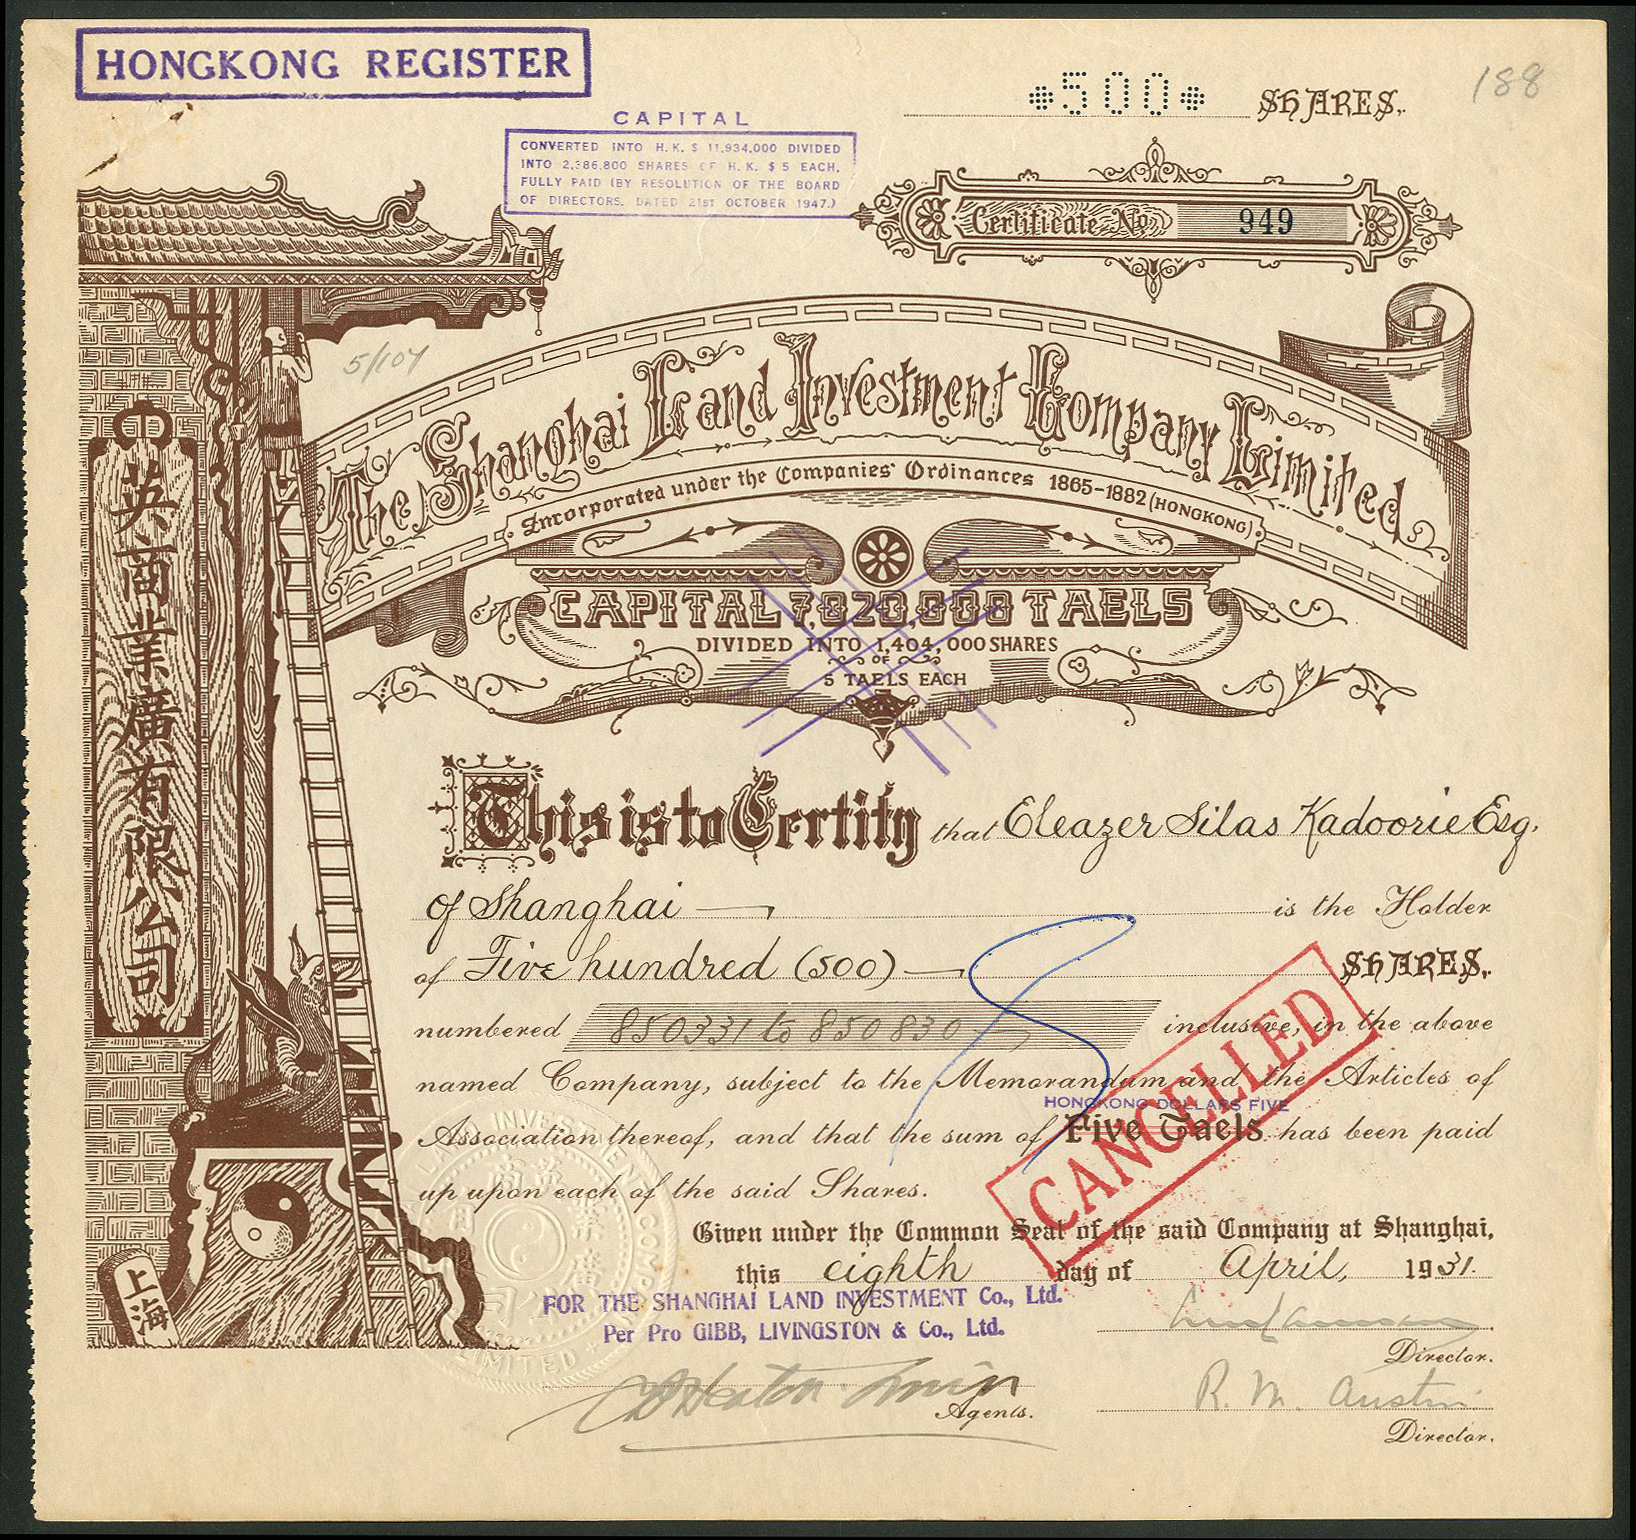 HONGKONG REGISTER
*500* SHARES.
188
CAPITAL
CONVERTED INTO H.K. $ 11,934,000 DIVIDED
INTO 2,386,800 SHARES OF H.K. $ 5 EACH,
FULLY PAID (BY RESOLUTION OF THE BOARD
OF DIRECTORS, DATED 21ST OCTOBER 1947.)
Certificate No. 949
5/107
The Shanghai Land Investment Company Limited.
Incorporated under the Companies' Ordinances 1865-1882 (HONGKONG)
CAPITAL 7,020,000 TAELS
DIVIDED INTO 1,404,000 SHARES
OF
5 TAELS EACH
英商業廣有限公司
上海
This is to Certify that Eleazer Silas Kadoorie Esq.
of Shanghai is the Holder
of Five hundred (500) SHARES,
numbered 850331 to 850830 inclusive, in the above
named Company, subject to the Memorandum and the Articles of
HONGKONG DOLLARS FIVE
Association thereof, and that the sum of Five Taels has been paid
up upon each of the said Shares.
CANCELLED
Given under the Common Seal of the said Company at Shanghai,
this eighth day of April, 1931.
FOR THE SHANGHAI LAND INVESTMENT Co., Ltd.
Per Pro GIBB, LIVINGSTON & Co., Ltd.
Director.
Agents.
R. M. Austin
Director.
LAND INVESTMENT COMPANY
LIMITED